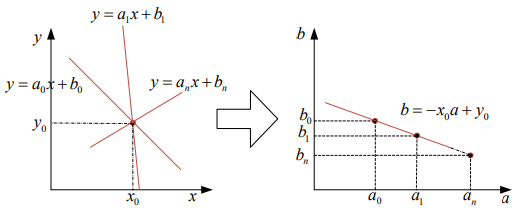 y = a₁x + b₁
y
y = a₀x + b₀
y = aₙx + bₙ
y₀
x₀
x
b
b = −x₀a + y₀
b₀
b₁
bₙ
a₀
a₁
aₙ
a